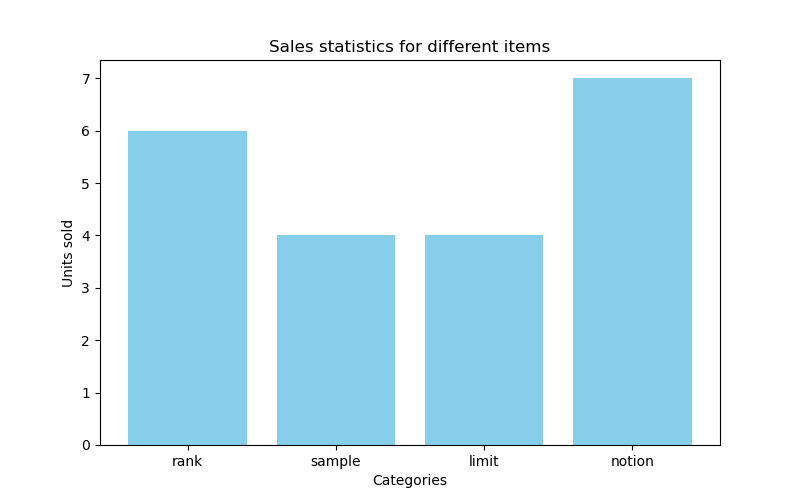 Sales statistics for different items
Units sold
7
6
5
4
3
2
1
0
rank sample limit notion
Categories